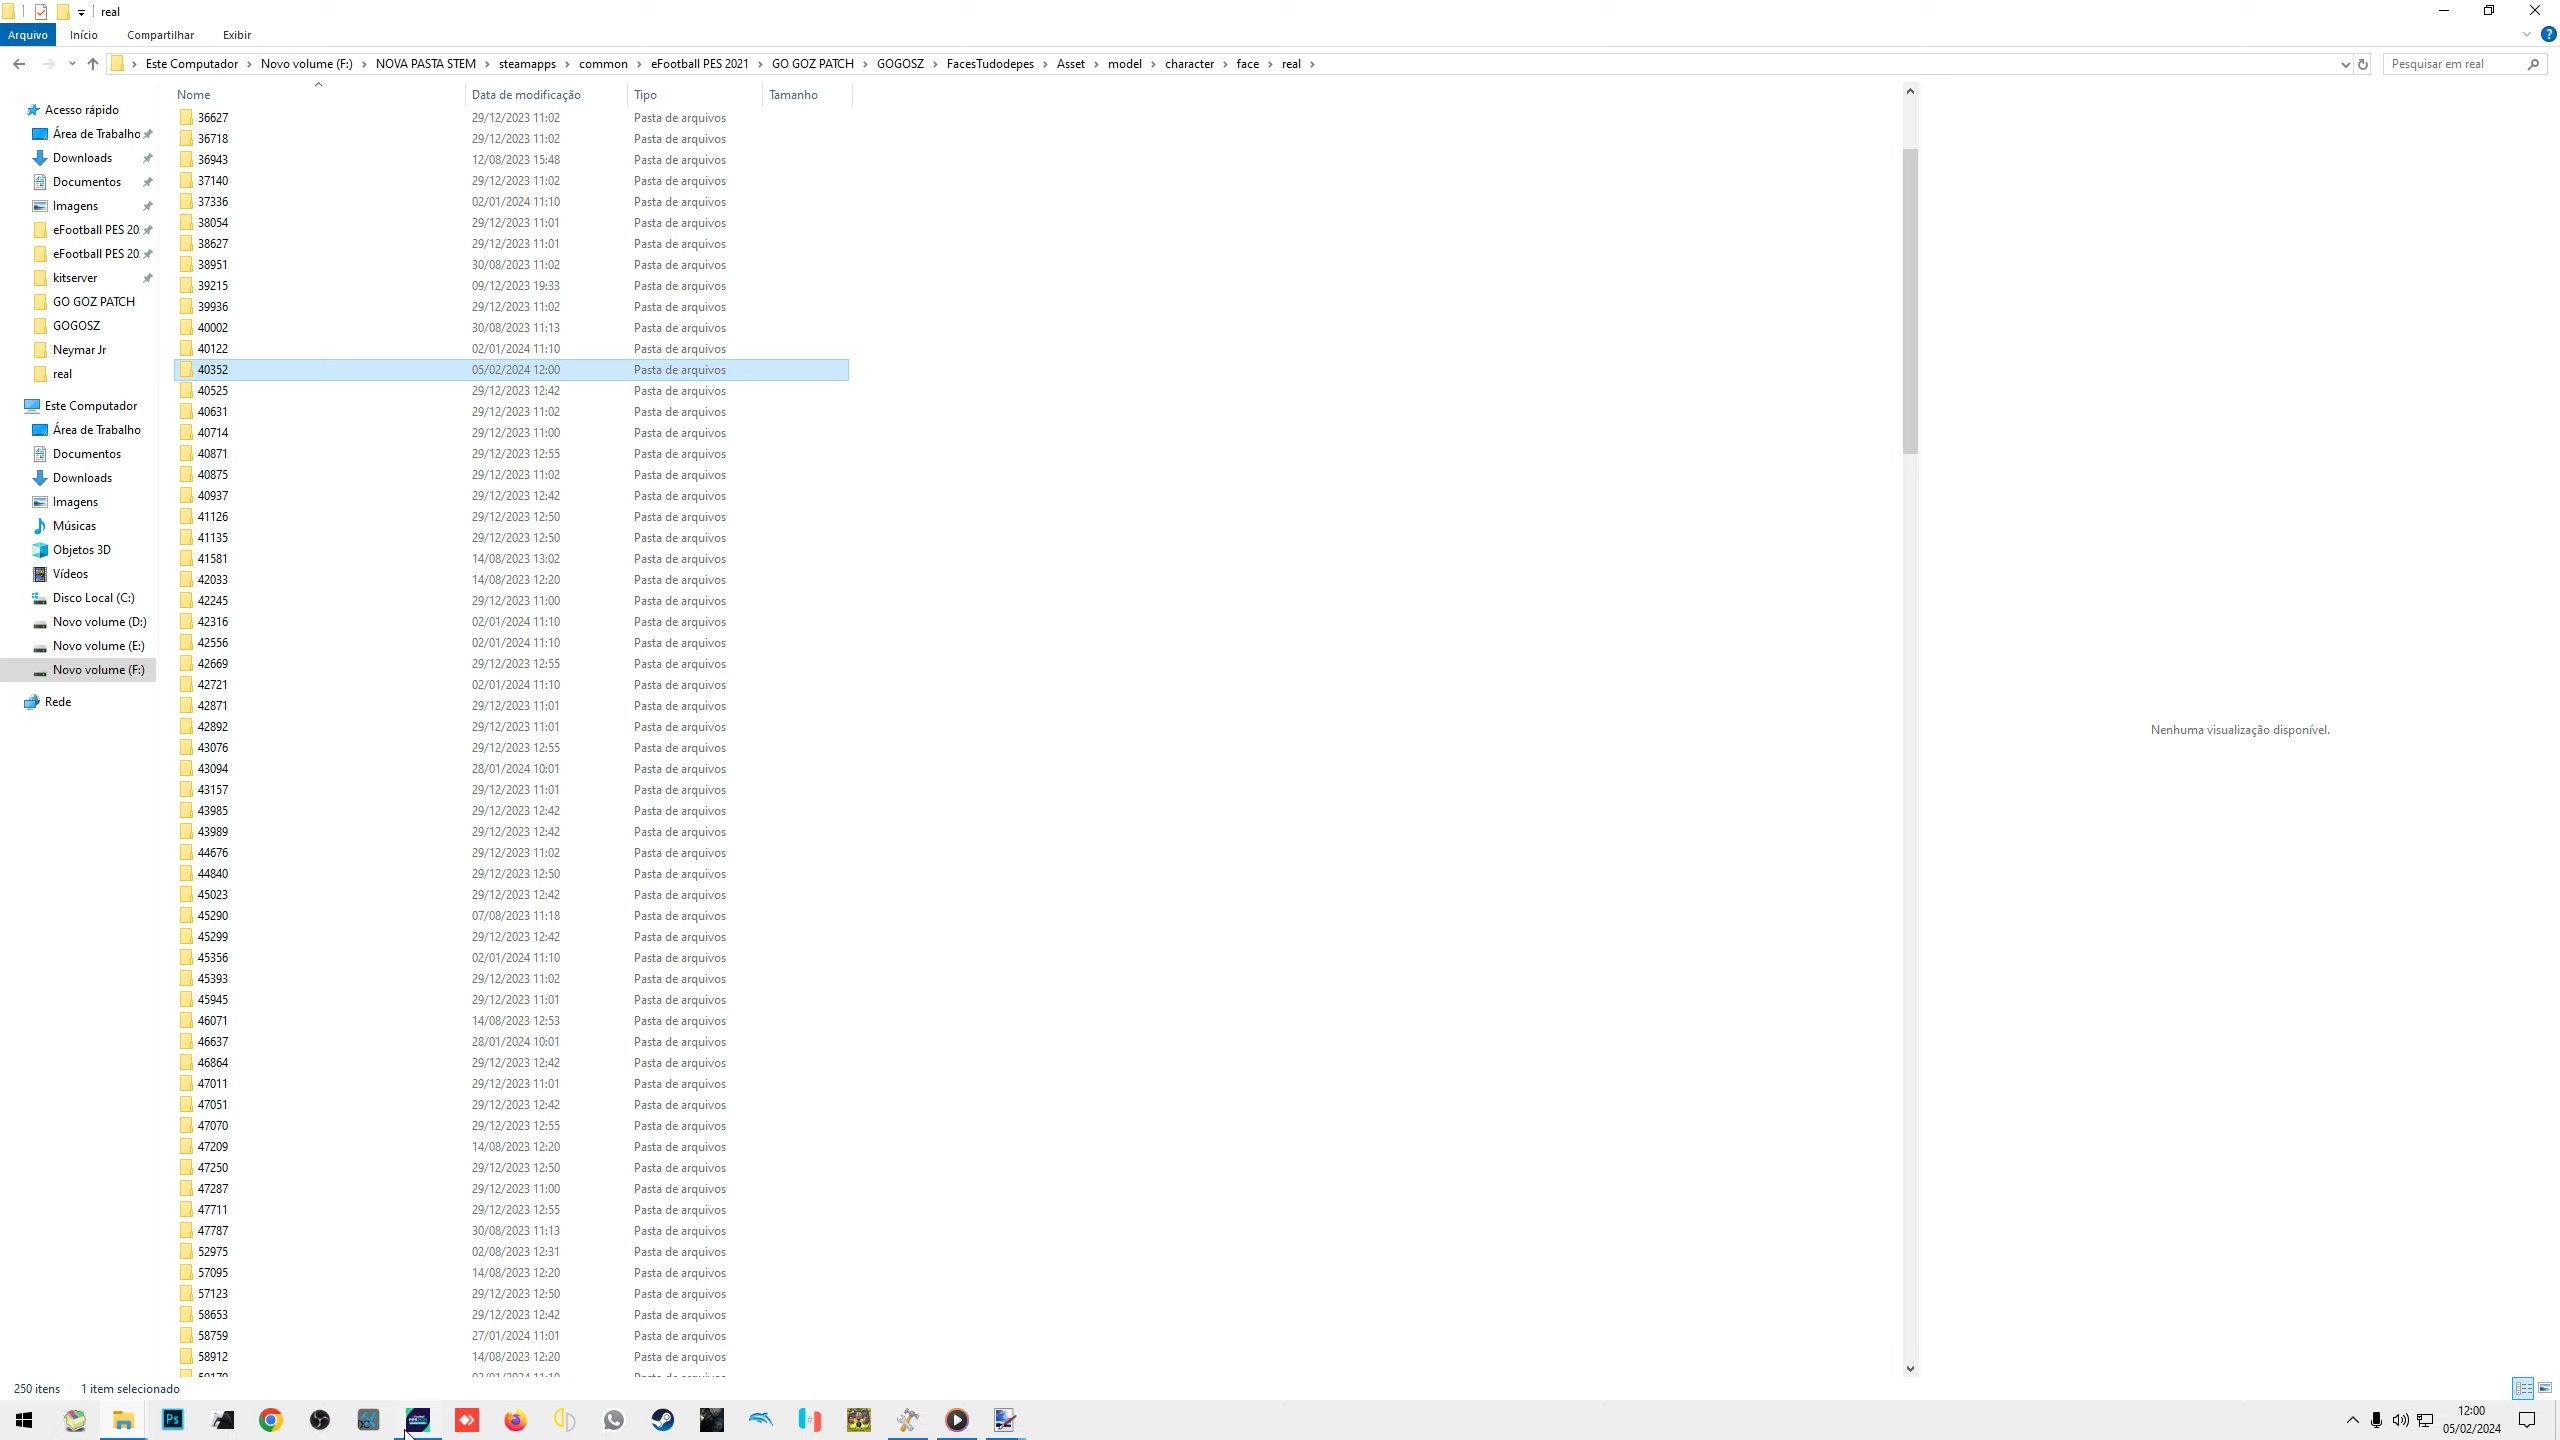 real
Arquivo Início Compartilhar Exibir
Este Computador Novo volume (F:) NOVA PASTA STEM steamapps common eFootball PES 2021 GO GOZ PATCH GOGOSZ FacesTudodepes Asset model character face real Pesquisar em real
Nome Data de modificação Tipo Tamanho
Acesso rápido
Área de Trabalho
Downloads
Documentos
Imagens
eFootball PES 20
eFootball PES 20
kitserver
GO GOZ PATCH
GOGOSZ
Neymar Jr
real
Este Computador
Área de Trabalho
Documentos
Downloads
Imagens
Músicas
Objetos 3D
Vídeos
Disco Local (C:)
Novo volume (D:)
Novo volume (E:)
Novo volume (F:)
Rede
36627 29/12/2023 11:02 Pasta de arquivos
36718 29/12/2023 11:02 Pasta de arquivos
36943 12/08/2023 15:48 Pasta de arquivos
37140 29/12/2023 11:02 Pasta de arquivos
37336 02/01/2024 11:10 Pasta de arquivos
38054 29/12/2023 11:01 Pasta de arquivos
38627 29/12/2023 11:01 Pasta de arquivos
38951 30/08/2023 11:02 Pasta de arquivos
39215 09/12/2023 19:33 Pasta de arquivos
39936 29/12/2023 11:02 Pasta de arquivos
40002 30/08/2023 11:13 Pasta de arquivos
40122 02/01/2024 11:10 Pasta de arquivos
40352 05/02/2024 12:00 Pasta de arquivos
40525 29/12/2023 12:42 Pasta de arquivos
40631 29/12/2023 11:02 Pasta de arquivos
40714 29/12/2023 11:00 Pasta de arquivos
40871 29/12/2023 12:55 Pasta de arquivos
40875 29/12/2023 11:02 Pasta de arquivos
40937 29/12/2023 12:42 Pasta de arquivos
41126 29/12/2023 12:50 Pasta de arquivos
41135 29/12/2023 12:50 Pasta de arquivos
41581 14/08/2023 13:02 Pasta de arquivos
42033 14/08/2023 12:20 Pasta de arquivos
42245 29/12/2023 11:00 Pasta de arquivos
42316 02/01/2024 11:10 Pasta de arquivos
42556 02/01/2024 11:10 Pasta de arquivos
42669 29/12/2023 12:55 Pasta de arquivos
42721 02/01/2024 11:10 Pasta de arquivos
42871 29/12/2023 11:01 Pasta de arquivos
42892 29/12/2023 11:01 Pasta de arquivos
43076 29/12/2023 12:55 Pasta de arquivos
43094 28/01/2024 10:01 Pasta de arquivos
43157 29/12/2023 11:01 Pasta de arquivos
43985 29/12/2023 12:42 Pasta de arquivos
43989 29/12/2023 12:42 Pasta de arquivos
44676 29/12/2023 11:02 Pasta de arquivos
44840 29/12/2023 12:50 Pasta de arquivos
45023 29/12/2023 12:42 Pasta de arquivos
45290 07/08/2023 11:18 Pasta de arquivos
45299 29/12/2023 12:42 Pasta de arquivos
45356 02/01/2024 11:10 Pasta de arquivos
45393 29/12/2023 11:02 Pasta de arquivos
45945 29/12/2023 11:01 Pasta de arquivos
46071 14/08/2023 12:53 Pasta de arquivos
46637 28/01/2024 10:01 Pasta de arquivos
46864 29/12/2023 12:42 Pasta de arquivos
47011 29/12/2023 11:01 Pasta de arquivos
47051 29/12/2023 12:42 Pasta de arquivos
47070 29/12/2023 12:55 Pasta de arquivos
47209 14/08/2023 12:20 Pasta de arquivos
47250 29/12/2023 12:50 Pasta de arquivos
47287 29/12/2023 11:00 Pasta de arquivos
47711 29/12/2023 12:55 Pasta de arquivos
47787 30/08/2023 11:13 Pasta de arquivos
52975 02/08/2023 12:31 Pasta de arquivos
57095 14/08/2023 12:20 Pasta de arquivos
57123 29/12/2023 12:50 Pasta de arquivos
58653 29/12/2023 12:42 Pasta de arquivos
58759 27/01/2024 11:01 Pasta de arquivos
58912 14/08/2023 12:20 Pasta de arquivos
Nenhuma visualização disponível.
250 itens 1 item selecionado
Ps
12:00
05/02/2024